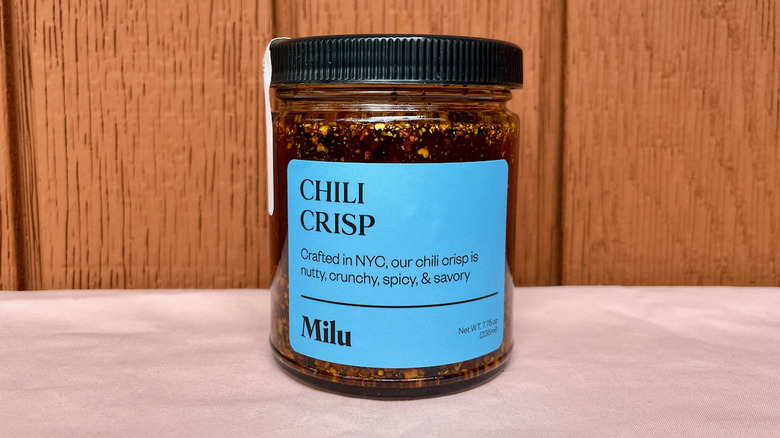 CHILI
CRISP
Crafted in NYC, our chili crisp is
nutty, crunchy, spicy, & savory
Milu
Net WT. 7.75 oz
(235ml)